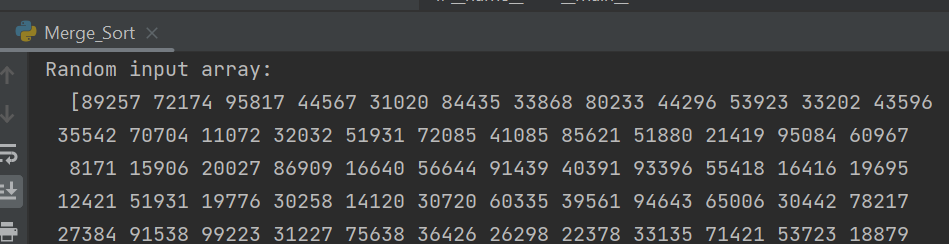 Merge_Sort
Random input array:
[89257 72174 95817 44567 31020 84435 33868 80233 44296 53923 33202 43596
35542 70704 11072 32032 51931 72085 41085 85621 51880 21419 95084 60967
8171 15906 20027 86909 16640 56644 91439 40391 93396 55418 16416 19695
12421 51931 19776 30258 14120 30720 60335 39561 94643 65006 30442 78217
27384 91538 99223 31227 75638 36426 26298 22378 33135 71421 53723 18879